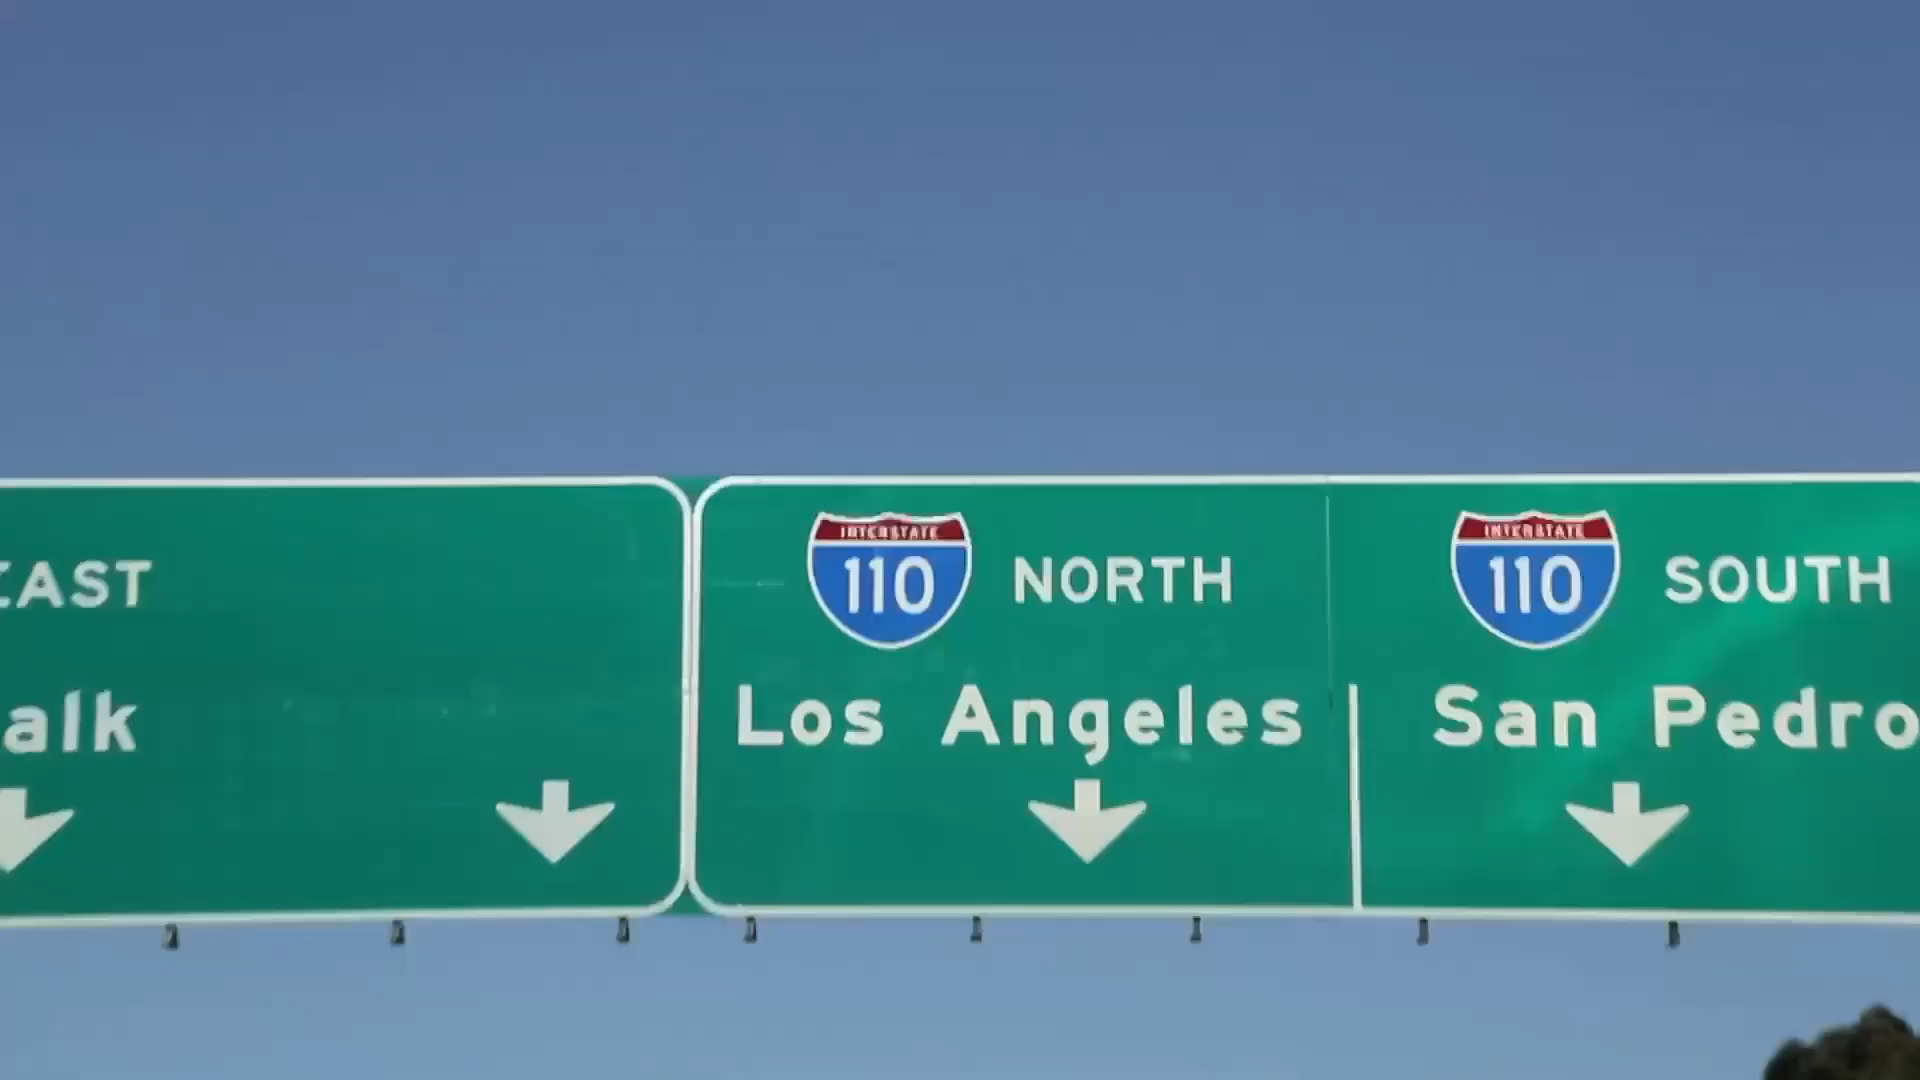 EAST
alk
INTERSTATE
110 NORTH
Los Angeles
INTERSTATE
110 SOUTH
San Pedro